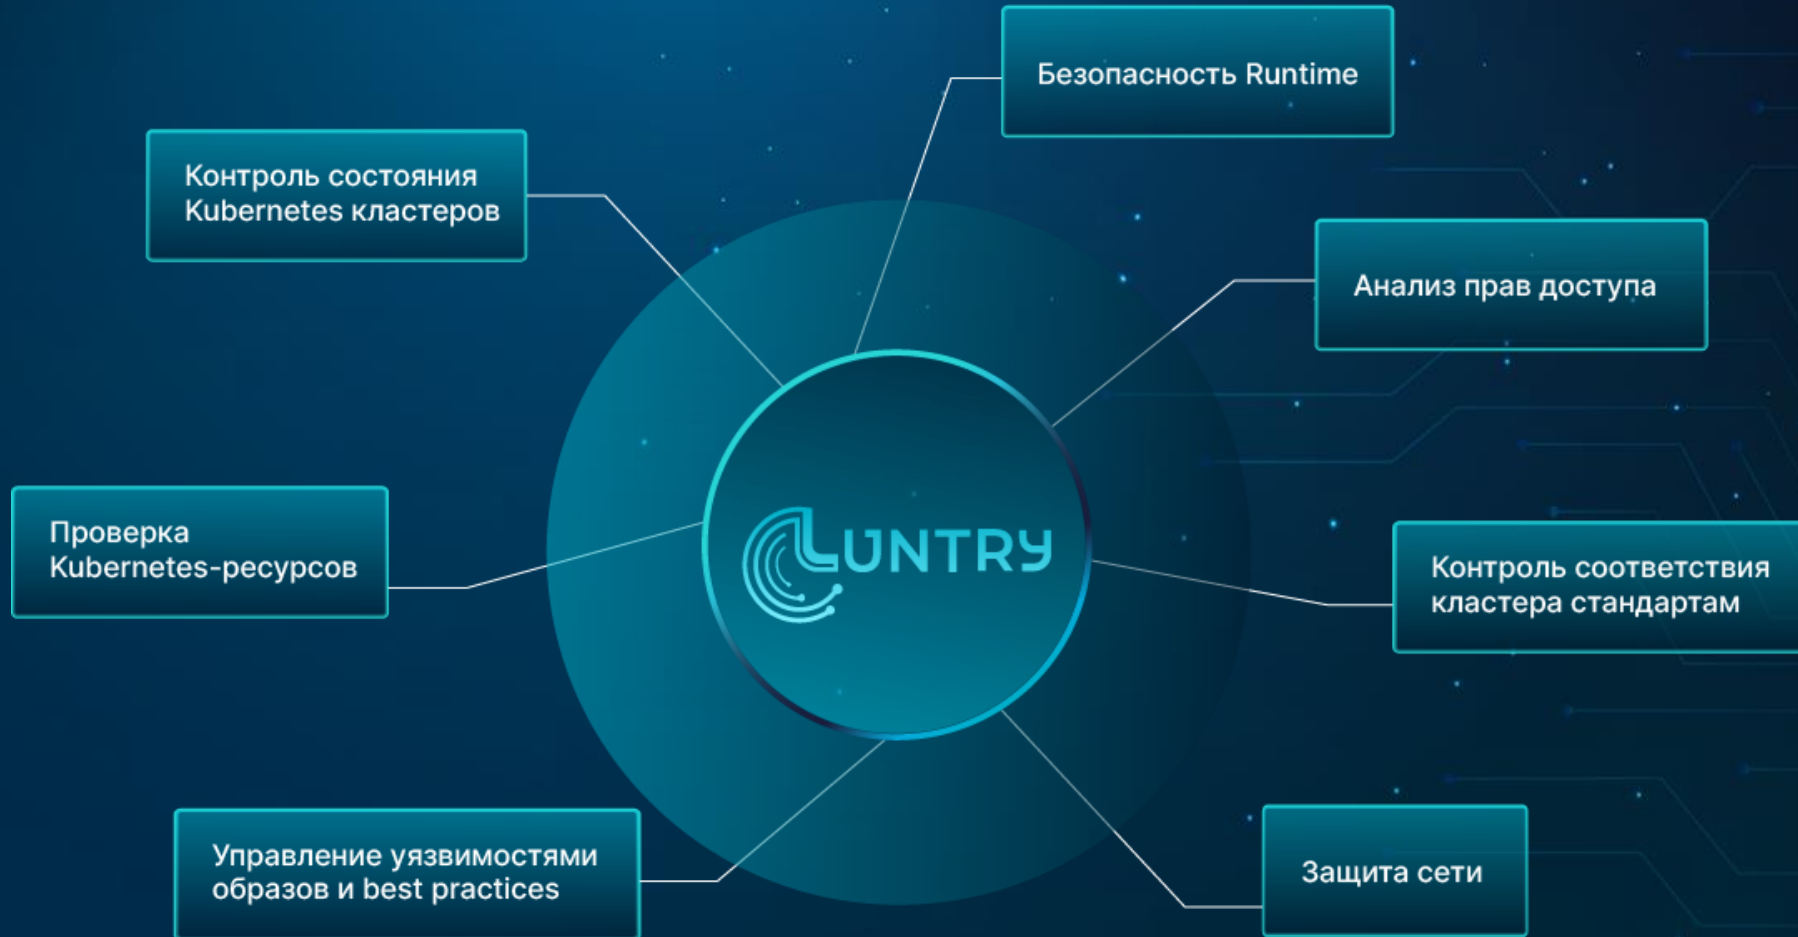 Безопасность Runtime
Контроль состояния
Kubernetes кластеров
Анализ прав доступа
Проверка
Kubernetes-ресурсов
LUNTRY
Контроль соответствия
кластера стандартам
Управление уязвимостями
образов и best practices
Защита сети